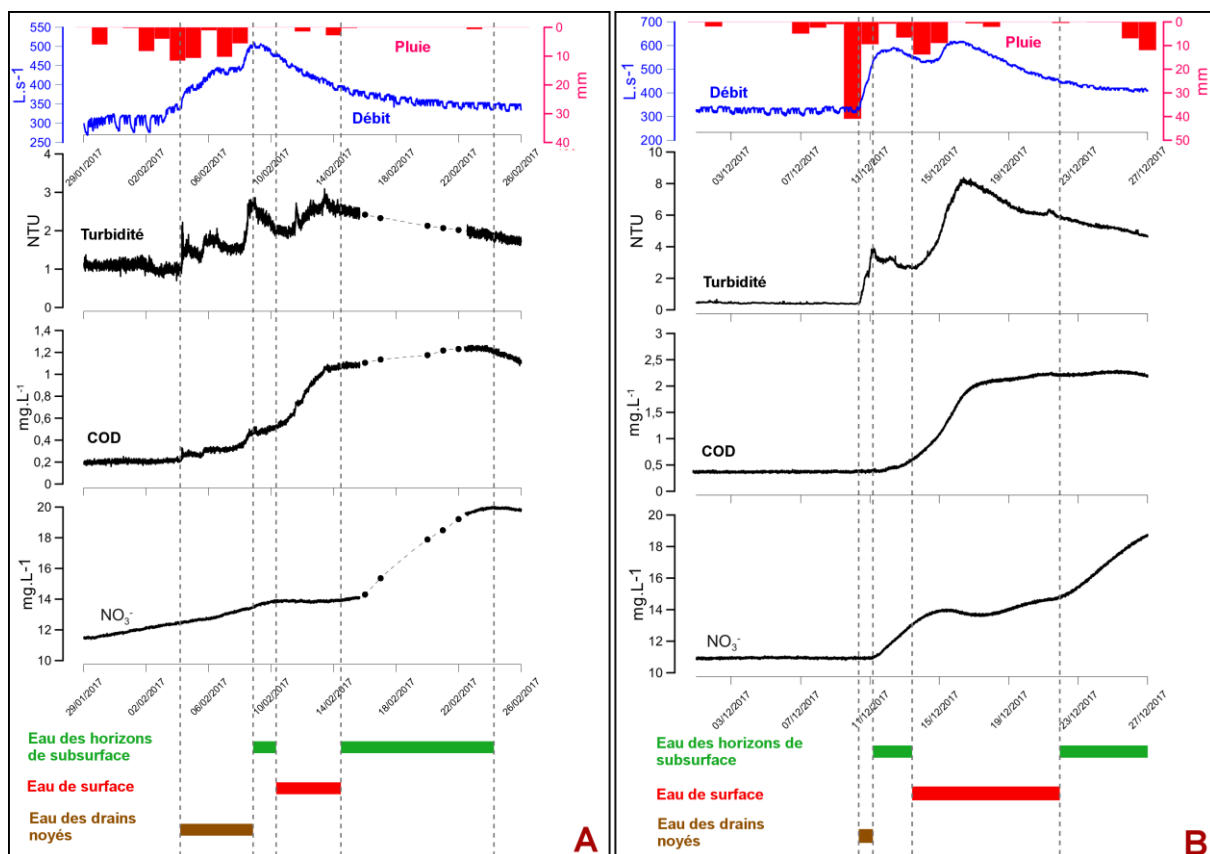 550
500
450
400
350
300
250
L.s-1
Pluie
Débit
0
10
20
30
40
mm
29/01/2017
02/02/2017
06/02/2017
10/02/2017
14/02/2017
18/02/2017
22/02/2017
26/02/2017
4
3
2
1
0
NTU
Turbidité
1,4
1,2
1
0,8
0,6
0,4
0,2
0
mg.L-1
COD
20
18
16
14
12
10
mg.L-1
NO3-
29/01/2017
02/02/2017
06/02/2017
10/02/2017
14/02/2017
18/02/2017
22/02/2017
26/02/2017
Eau des horizons
de subsurface
Eau de surface
Eau des drains
noyés
A
700
600
500
400
300
200
L.s-1
Pluie
Débit
0
10
20
30
40
50
mm
03/12/2017
07/12/2017
11/12/2017
15/12/2017
19/12/2017
23/12/2017
27/12/2017
10
8
6
4
2
0
NTU
Turbidité
3
2,5
2
1,5
1
0,5
0
mg.L-1
COD
20
18
16
14
12
10
mg.L-1
NO3-
03/12/2017
07/12/2017
11/12/2017
15/12/2017
19/12/2017
23/12/2017
27/12/2017
Eau des horizons de
subsurface
Eau de surface
Eau des drains
noyés
B